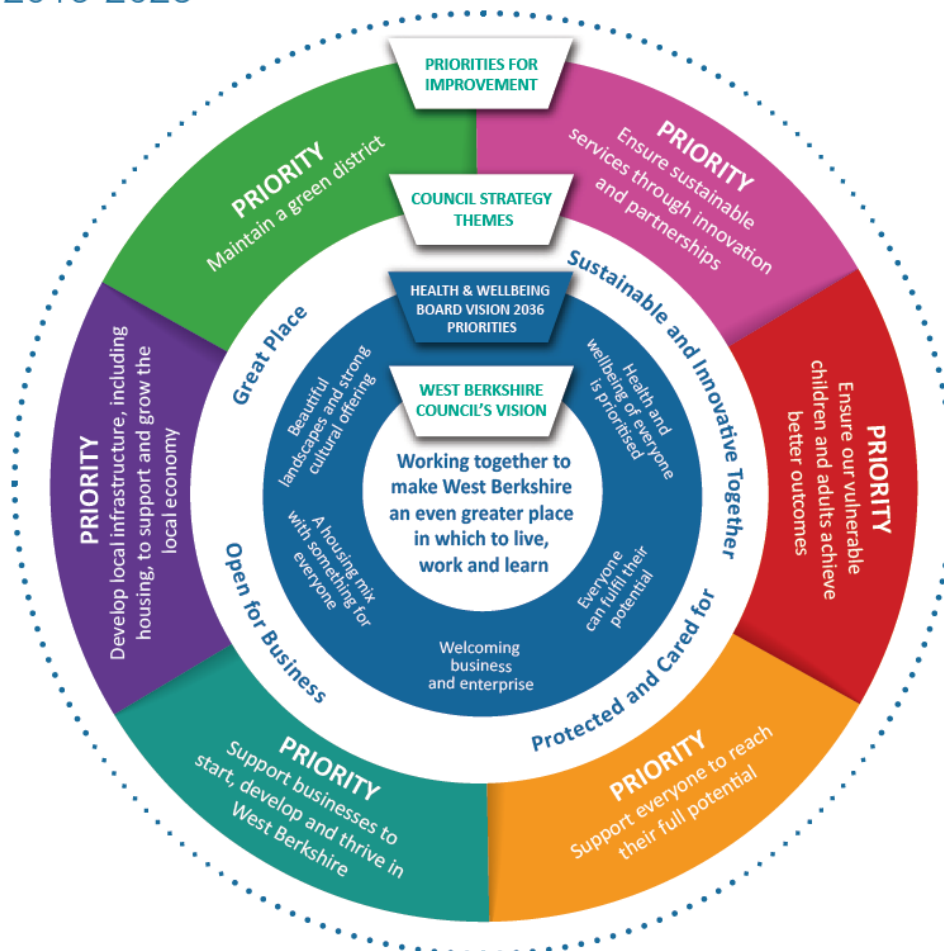 PRIORITIES FOR
IMPROVEMENT
PRIORITY
Maintain a green district
PRIORITY
Ensure sustainable
services through innovation
and partnerships
COUNCIL STRATEGY
THEMES
Great Place
Sustainable and Innovative Together
HEALTH & WELLBEING
BOARD VISION 2036
PRIORITIES
Beautiful
landscapes and strong
cultural offering
Health and
wellbeing of everyone
is prioritised
WEST BERKSHIRE
COUNCIL'S VISION
Working together to
make West Berkshire
an even greater place
in which to live,
work and learn
PRIORITY
Develop local infrastructure, including
housing, to support and grow the
local economy
PRIORITY
Ensure our vulnerable
children and adults achieve
better outcomes
A housing mix
with something for
everyone
Everyone
can fulfil their
potential
Welcoming
business
and enterprise
Open for Business
Protected and Cared for
PRIORITY
Support businesses to
start, develop and thrive in
West Berkshire
PRIORITY
Support everyone to reach
their full potential